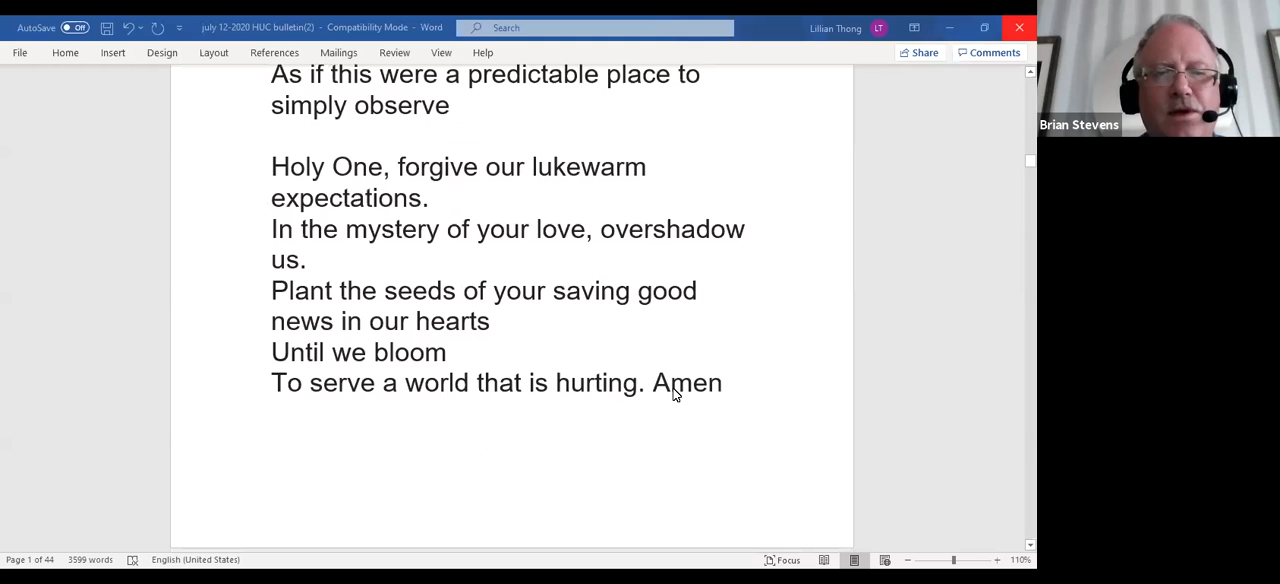 AutoSave Off july 12-2020 HUC bulletin(2) - Compatibility Mode - Word Search Lillian Thong LT
File Home Insert Design Layout References Mailings Review View Help Share Comments
As if this were a predictable place to
simply observe
Holy One, forgive our lukewarm
expectations.
In the mystery of your love, overshadow
us.
Plant the seeds of your saving good
news in our hearts
Until we bloom
To serve a world that is hurting. Amen
Page 1 of 44 3599 words English (United States) Focus 110%
Brian Stevens